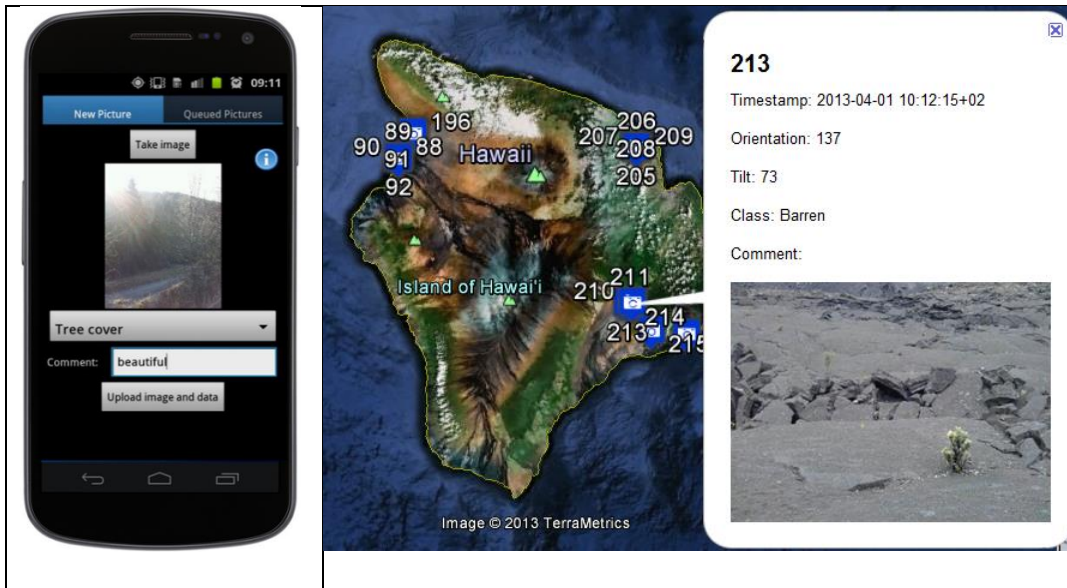 09:11
New Picture
Queued Pictures
Take image
Tree cover
Comment:
beautiful
Upload image and data
196
89
88
90
91
92
Hawaii
206
207
209
208
205
Island of Hawai'i
211
210
214
213
215
Image © 2013 TerraMetrics
213
Timestamp: 2013-04-01 10:12:15+02
Orientation: 137
Tilt: 73
Class: Barren
Comment: